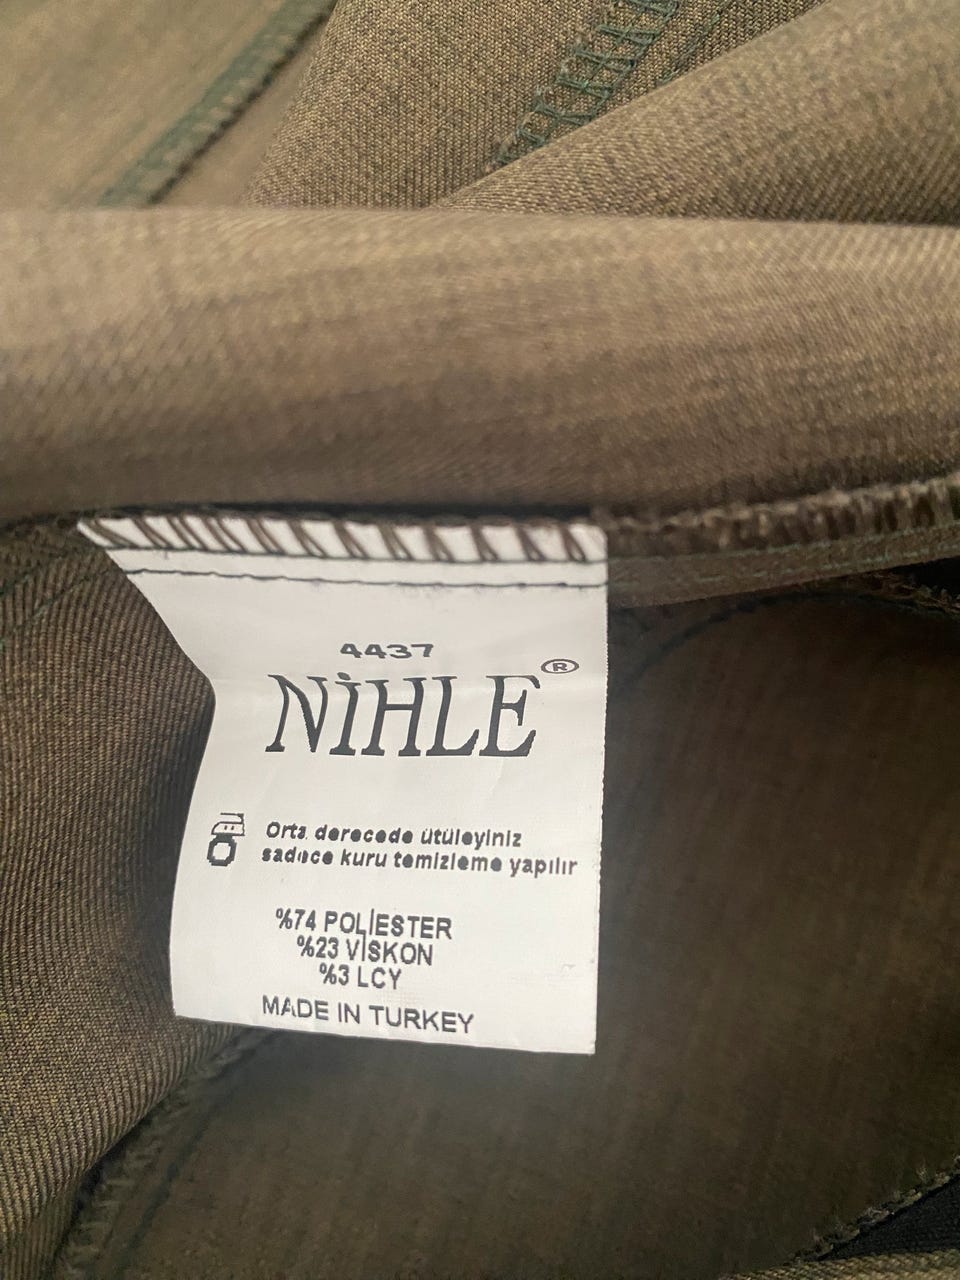 4437
NİHLE®
Orta derecede ütüleyiniz
sadece kuru temizleme yapılır
%74 POLİESTER
%23 VİSKON
%3 LCY
MADE IN TURKEY